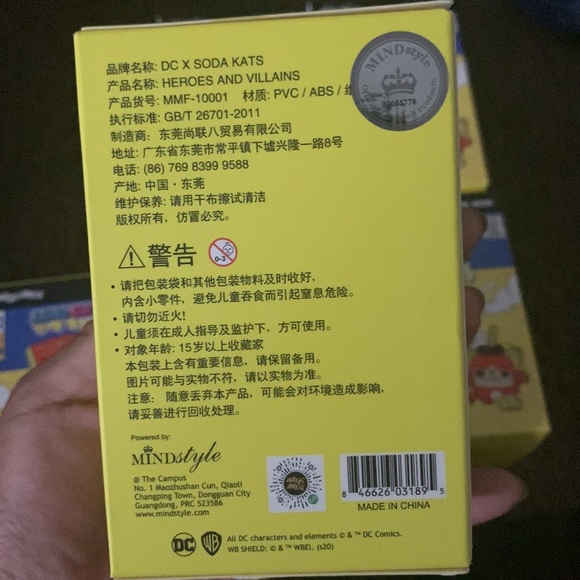 品牌名称: DC X SODA KATS
产品名称: HEROES AND VILLAINS
产品货号: MMF-10001 材质: PVC / ABS /
执行标准: GB/T 26701-2011
制造商: 东莞尚联八贸易有限公司
地址: 广东省东莞市常平镇下墟兴隆一路8号
电话: (86) 769 8399 9588
产地: 中国·东莞
维护保养: 请用干布擦试清洁
版权所有，仿冒必究。
MINDstyle
00085776
Products
警告
0-3
• 请把包装袋和其他包装物料及时收好,
内含小零件，避免儿童吞食而引起窒息危险。
• 请切勿近火!
• 儿童须在成人指导及监护下，方可使用。
• 对象年龄: 15岁以上收藏家
本包装上含有重要信息，请保留备用。
图片可能与实物不符，请以实物为准。
注意: 随意丢弃本产品，可能会对环境造成影响,
请妥善进行回收处理。
Powered by:
MINDstyle
@ The Campus
No. 1 Maozhushan Cun, Qiaoli
Changping Town, Dongguan City
Guangdong, PRC 523586
www.mindstyle.com
8 46626 03189 5
MADE IN CHINA
DC WB
All DC characters and elements © & ™ DC Comics.
WB SHIELD: © & ™ WBEI. (s20)